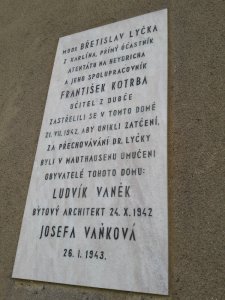 MUDR BŘETISLAV LYČKA
Z KARLÍNA, PŘÍMÝ ÚČASTNÍK
ATENTÁTU NA HEYDRICHA
A JEHO SPOLUPRACOVNÍK
FRANTIŠEK KOTRBA
UČITEL Z DUBČE
ZASTŘELILI SE V TOMTO DOMĚ
21. VII. 1942, ABY UNIKLI ZATČENÍ.
ZA PŘECHOVÁVÁNÍ DR. LYČKY
BYLI V MAUTHAUSENU UMUČENI
OBYVATELÉ TOHOTO DOMU:
LUDVÍK VANĚK
BYTOVÝ ARCHITEKT 24. X. 1942
JOSEFA VAŇKOVÁ
26. I. 1943.